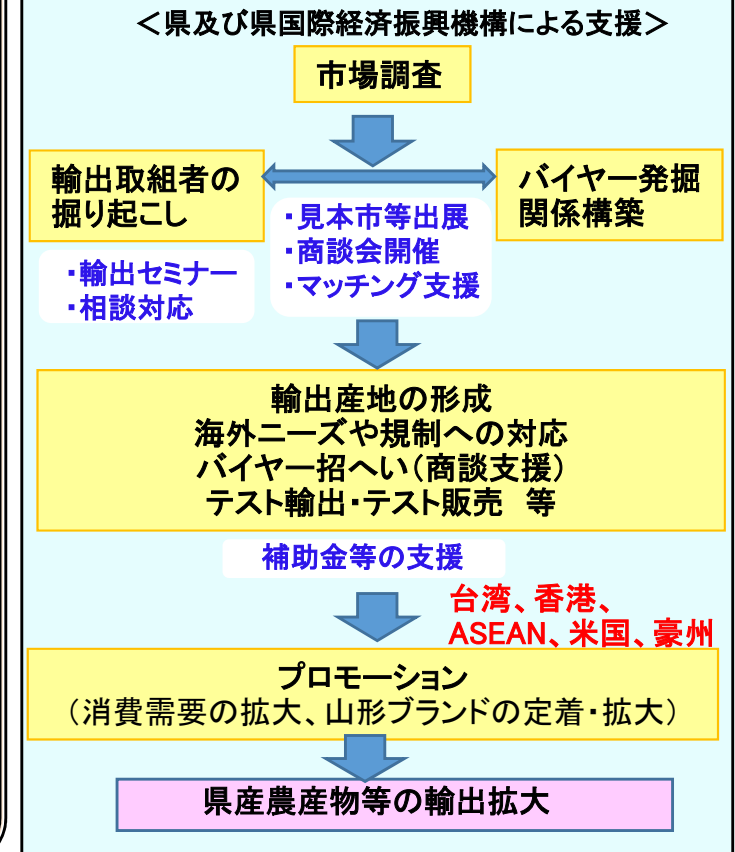 ＜県及び県国際経済振興機構による支援＞
市場調査
輸出取組者の
掘り起こし
バイヤー発掘
関係構築
・輸出セミナー
・相談対応
・見本市等出展
・商談会開催
・マッチング支援
輸出産地の形成
海外ニーズや規制への対応
バイヤー招へい（商談支援）
テスト輸出・テスト販売　等
補助金等の支援
台湾、香港、
ASEAN、米国、豪州
プロモーション
（消費需要の拡大、山形ブランドの定着・拡大）
県産農産物等の輸出拡大